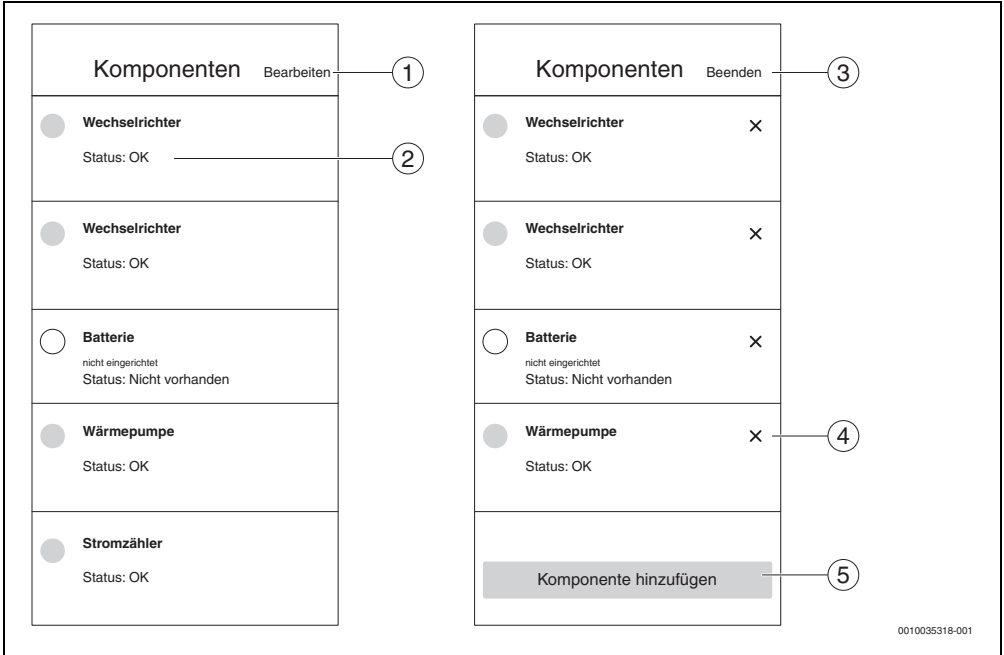 Komponenten Bearbeiten 1
Wechselrichter
Status: OK 2
Wechselrichter
Status: OK
Batterie
nicht eingerichtet
Status: Nicht vorhanden
Wärmepumpe
Status: OK
Stromzähler
Status: OK
Komponenten Beenden 3
Wechselrichter ×
Status: OK
Wechselrichter ×
Status: OK
Batterie ×
nicht eingerichtet
Status: Nicht vorhanden
Wärmepumpe × 4
Status: OK
Komponente hinzufügen 5
0010035318-001